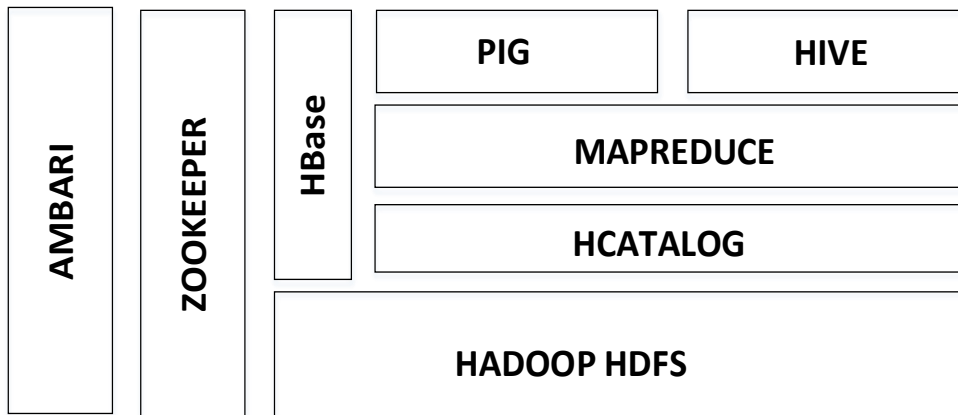 AMBARI
ZOOKEEPER
HBase
PIG
HIVE
MAPREDUCE
HCATALOG
HADOOP HDFS